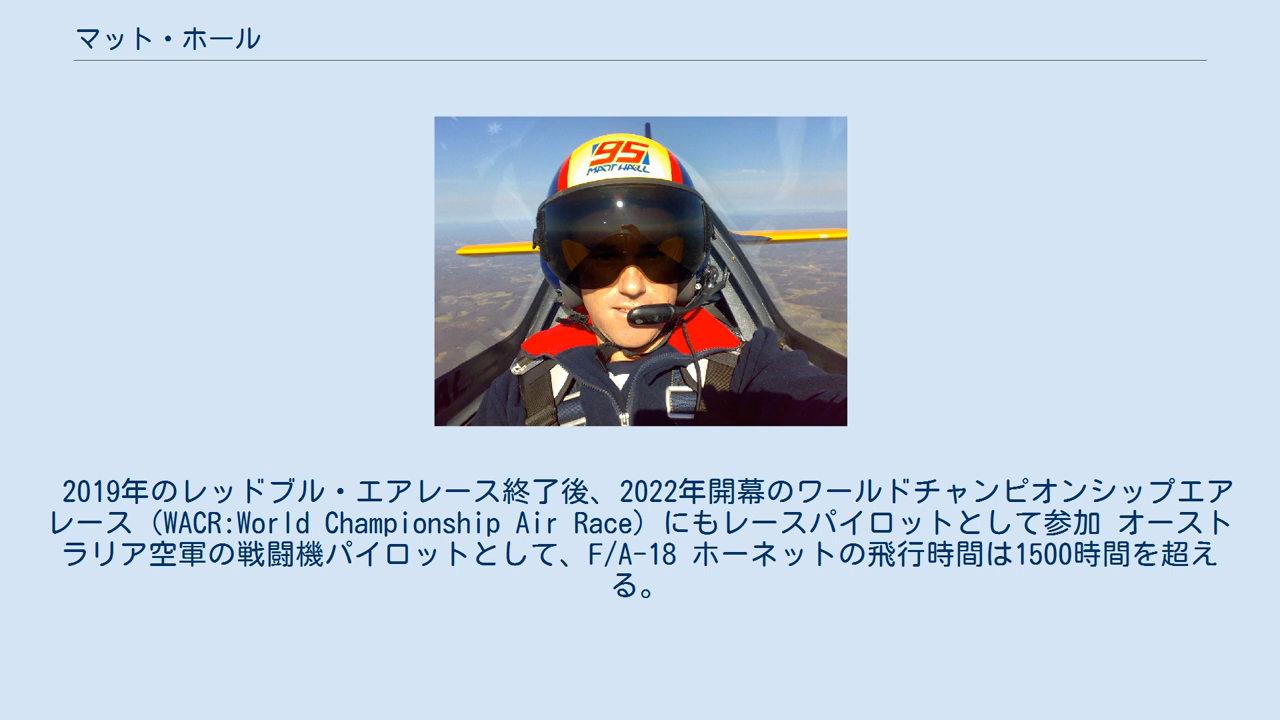 マット・ホール
95
MATT HALL
2019年のレッドブル・エアレース終了後、2022年開幕のワールドチャンピオンシップエア
レース (WACR:World Championship Air Race) にもレースパイロットとして参加 オースト
ラリア空軍の戦闘機パイロットとして、F/A-18 ホーネットの飛行時間は1500時間を超え
る。